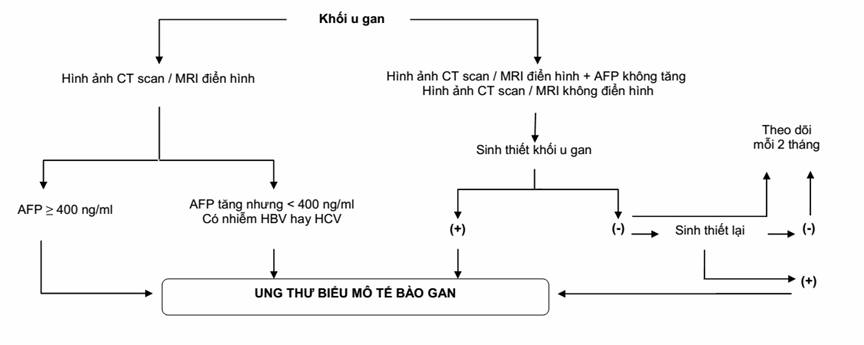 Khối u gan
Hình ảnh CT scan / MRI điển hình
Hình ảnh CT scan / MRI điển hình + AFP không tăng
Hình ảnh CT scan / MRI không điển hình
Theo dõi
mỗi 2 tháng
Sinh thiết khối u gan
AFP ≥ 400 ng/ml
AFP tăng nhưng < 400 ng/ml
Có nhiễm HBV hay HCV
(+)
(-)
Sinh thiết lại
(-)
(+)
UNG THƯ BIỂU MÔ TẾ BÀO GAN